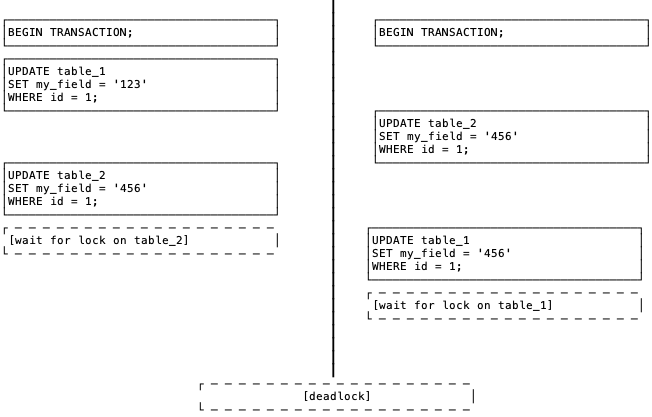 BEGIN TRANSACTION;
BEGIN TRANSACTION;
UPDATE table_1
SET my_field = '123'
WHERE id = 1;
UPDATE table_2
SET my_field = '456'
WHERE id = 1;
UPDATE table_2
SET my_field = '456'
WHERE id = 1;
[wait for lock on table_2]
UPDATE table_1
SET my_field = '456'
WHERE id = 1;
[wait for lock on table_1]
[deadlock]